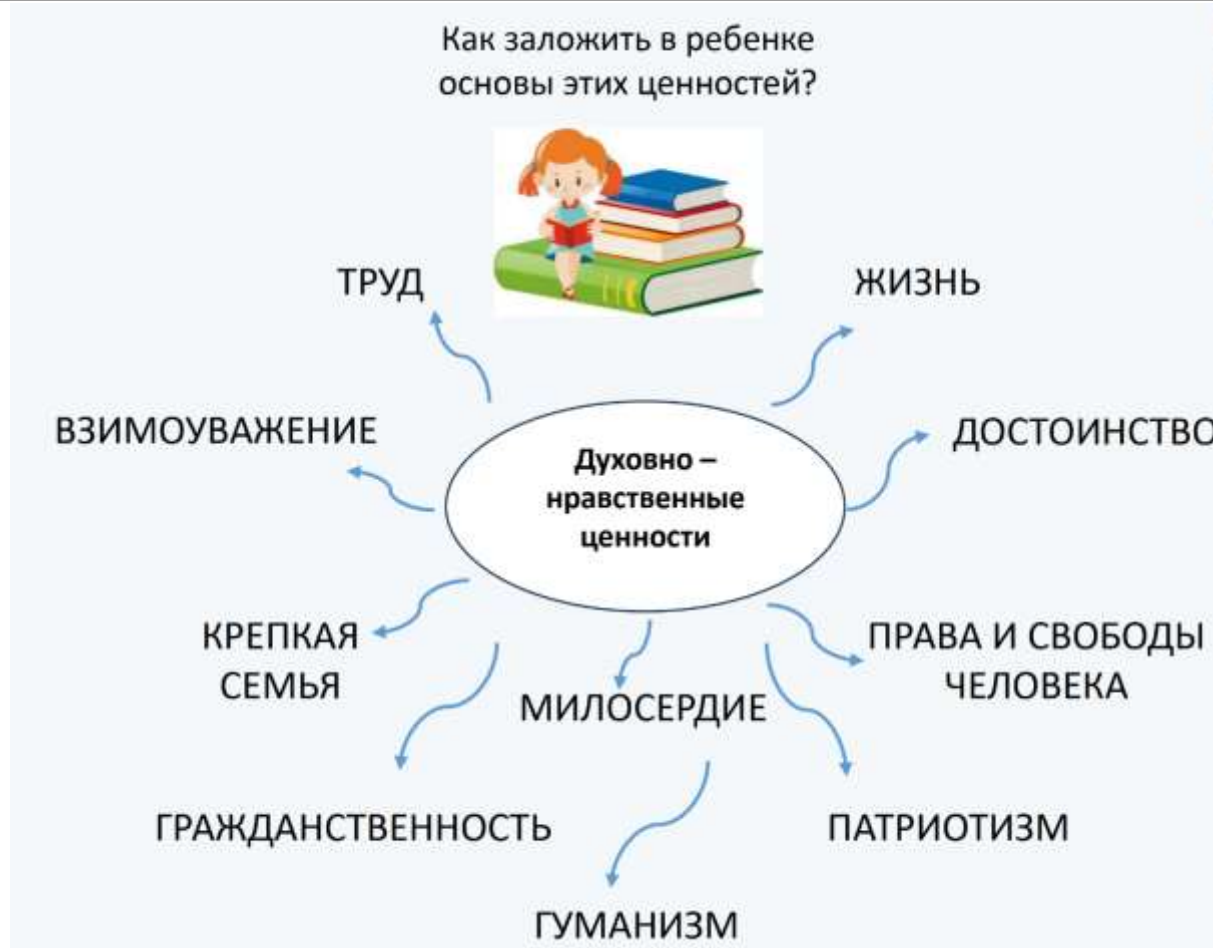 Как заложить в ребенке
основы этих ценностей?
ТРУД
ЖИЗНЬ
ВЗИМОУВАЖЕНИЕ
ДОСТОИНСТВО
Духовно –
нравственные
ценности
КРЕПКАЯ
СЕМЬЯ
ПРАВА И СВОБОДЫ
ЧЕЛОВЕКА
МИЛОСЕРДИЕ
ГРАЖДАНСТВЕННОСТЬ
ПАТРИОТИЗМ
ГУМАНИЗМ